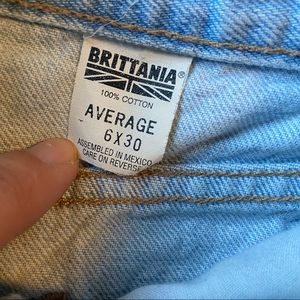 BRITTANIA®
100% COTTON
AVERAGE
6X30
ASSEMBLED IN MEXICO
CARE ON REVERSE